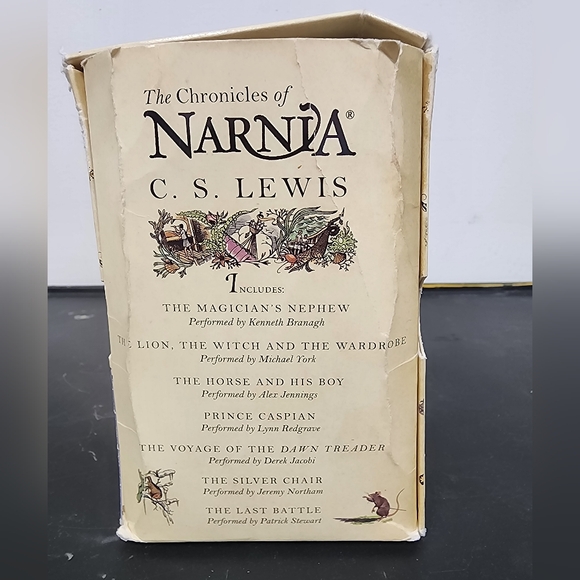 The Chronicles of
NARNIA®
C. S. LEWIS
INCLUDES:
THE MAGICIAN'S NEPHEW
Performed by Kenneth Branagh
THE LION, THE WITCH AND THE WARDROBE
Performed by Michael York
THE HORSE AND HIS BOY
Performed by Alex Jennings
PRINCE CASPIAN
Performed by Lynn Redgrave
THE VOYAGE OF THE DAWN TREADER
Performed by Derek Jacobi
THE SILVER CHAIR
Performed by Jeremy Northam
THE LAST BATTLE
Performed by Patrick Stewart